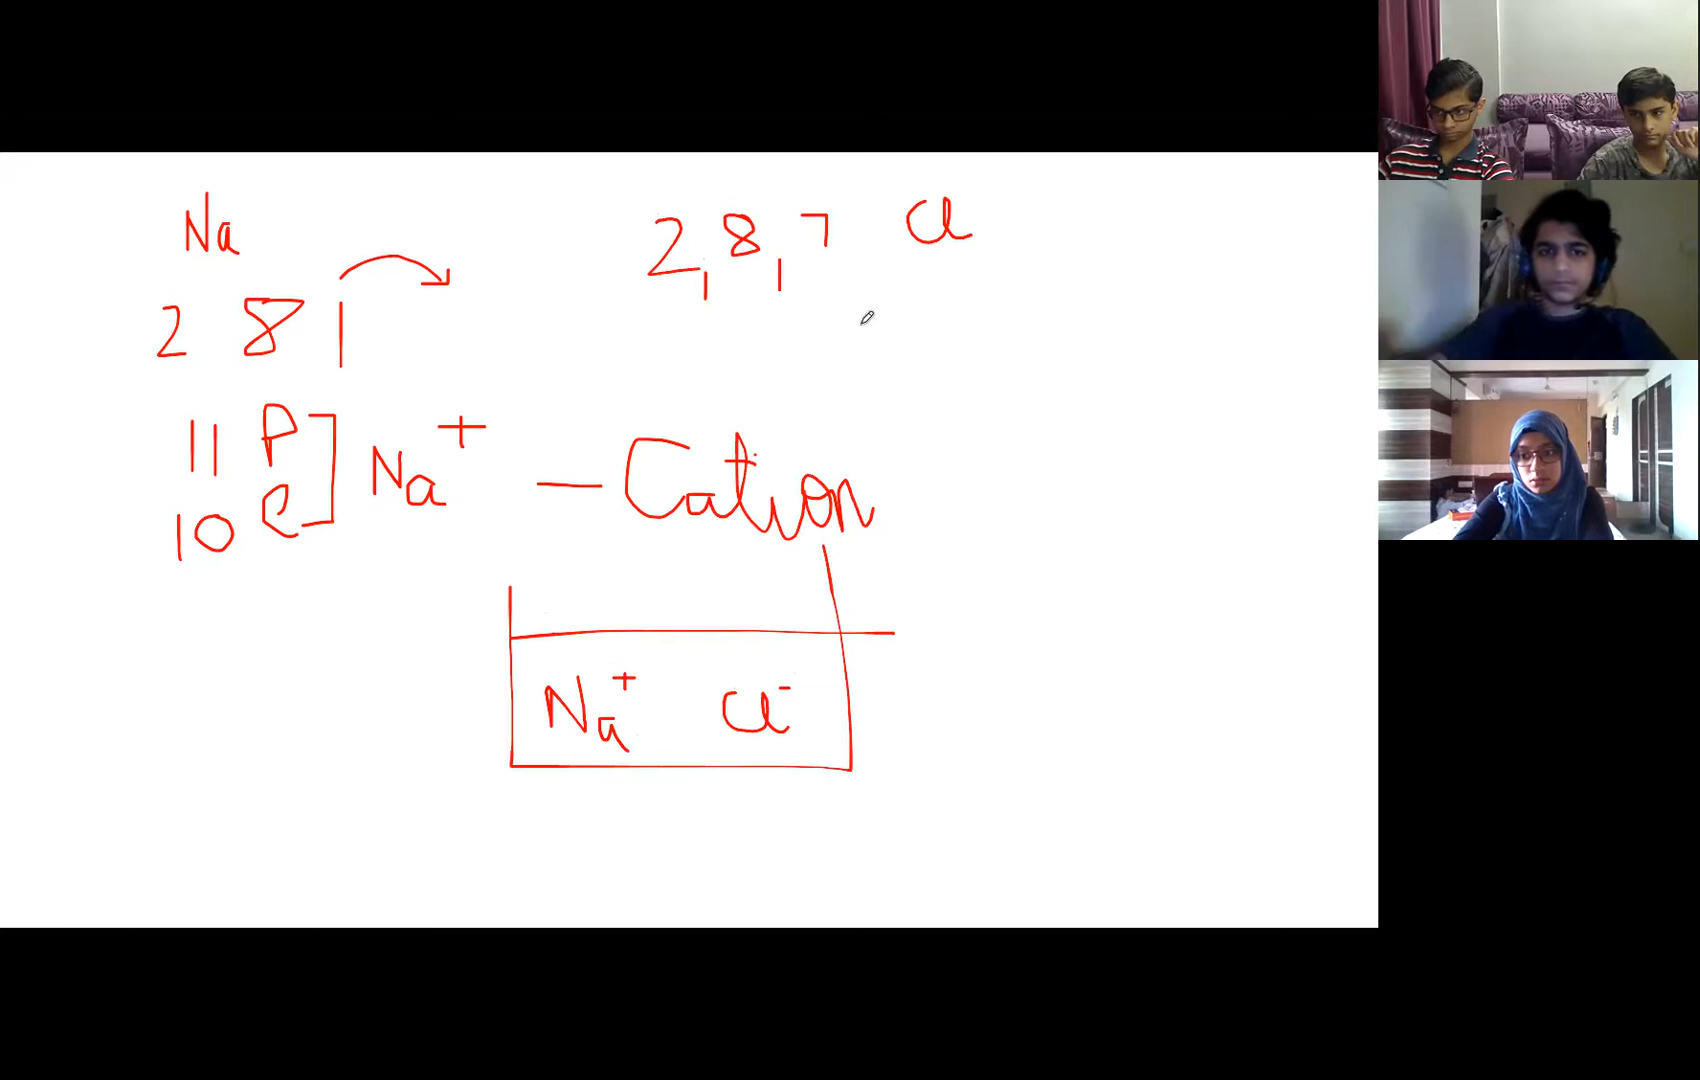 Na
2 8 1
2,8,7 Cl
11 P
10 e
Na+ — Cation
Na+ Cl-